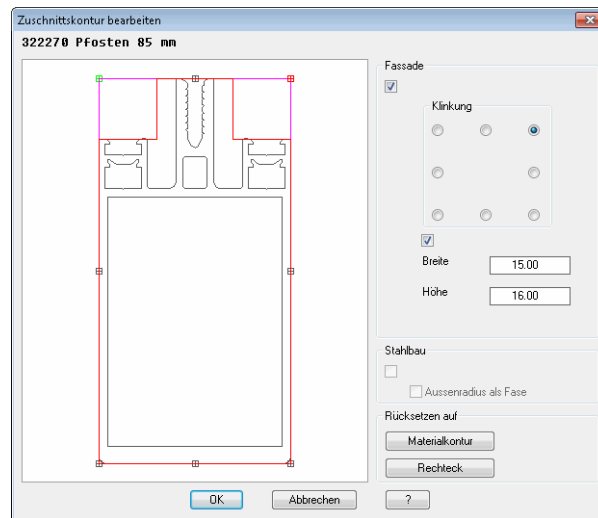 Zuschnittskontur bearbeiten
322270 Pfosten 85 mm
Fassade
Klinkung
Breite 15.00
Höhe 16.00
Stahlbau
Aussenradius als Fase
Rücksetzen auf
Materialkontur
Rechteck
OK Abbrechen ?